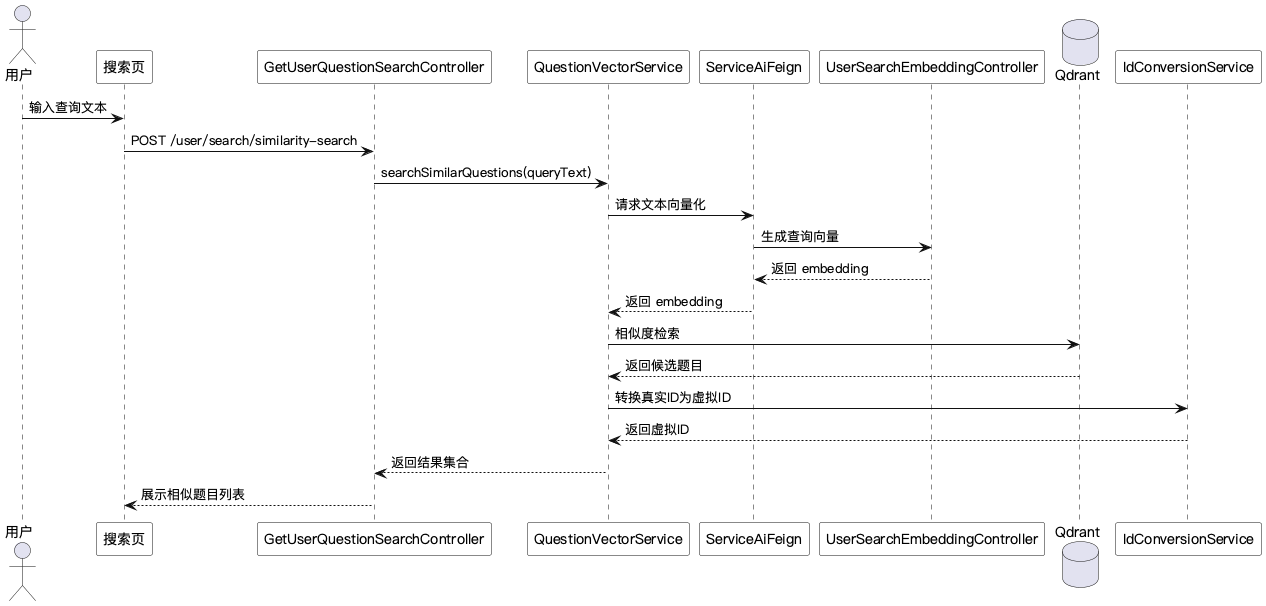 用户
搜索页
GetUserQuestionSearchController
QuestionVectorService
ServiceAiFeign
UserSearchEmbeddingController
Qdrant
IdConversionService
输入查询文本
POST /user/search/similarity-search
searchSimilarQuestions(queryText)
请求文本向量化
生成查询向量
返回 embedding
返回 embedding
相似度检索
返回候选题目
转换真实ID为虚拟ID
返回虚拟ID
返回结果集合
展示相似题目列表
用户
搜索页
GetUserQuestionSearchController
QuestionVectorService
ServiceAiFeign
UserSearchEmbeddingController
Qdrant
IdConversionService